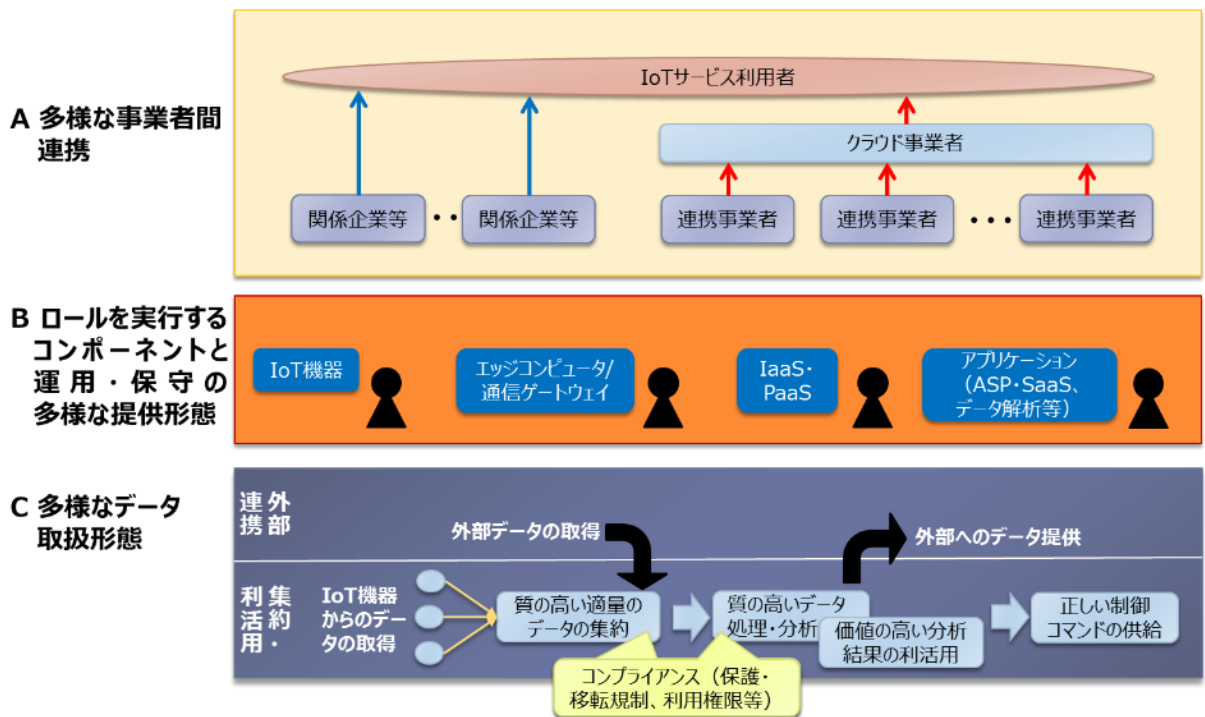 A 多様な事業者間
連携
IoTサービス利用者
クラウド事業者
関係企業等
・・
関係企業等
連携事業者
連携事業者
・・・
連携事業者
B ロールを実行する
コンポーネントと
運用・保守の
多様な提供形態
IoT機器
エッジコンピュータ/
通信ゲートウェイ
IaaS・
PaaS
アプリケーション
（ASP・SaaS、
データ解析等）
C 多様なデータ
取扱形態
外部
連携
外部データの取得
外部へのデータ提供
集約・
利活用
IoT機器
からのデー
タの取得
質の高い適量の
データの集約
質の高いデータ
処理・分析
価値の高い分析
結果の利活用
正しい制御
コマンドの供給
コンプライアンス（保護・
移転規制、利用権限等）